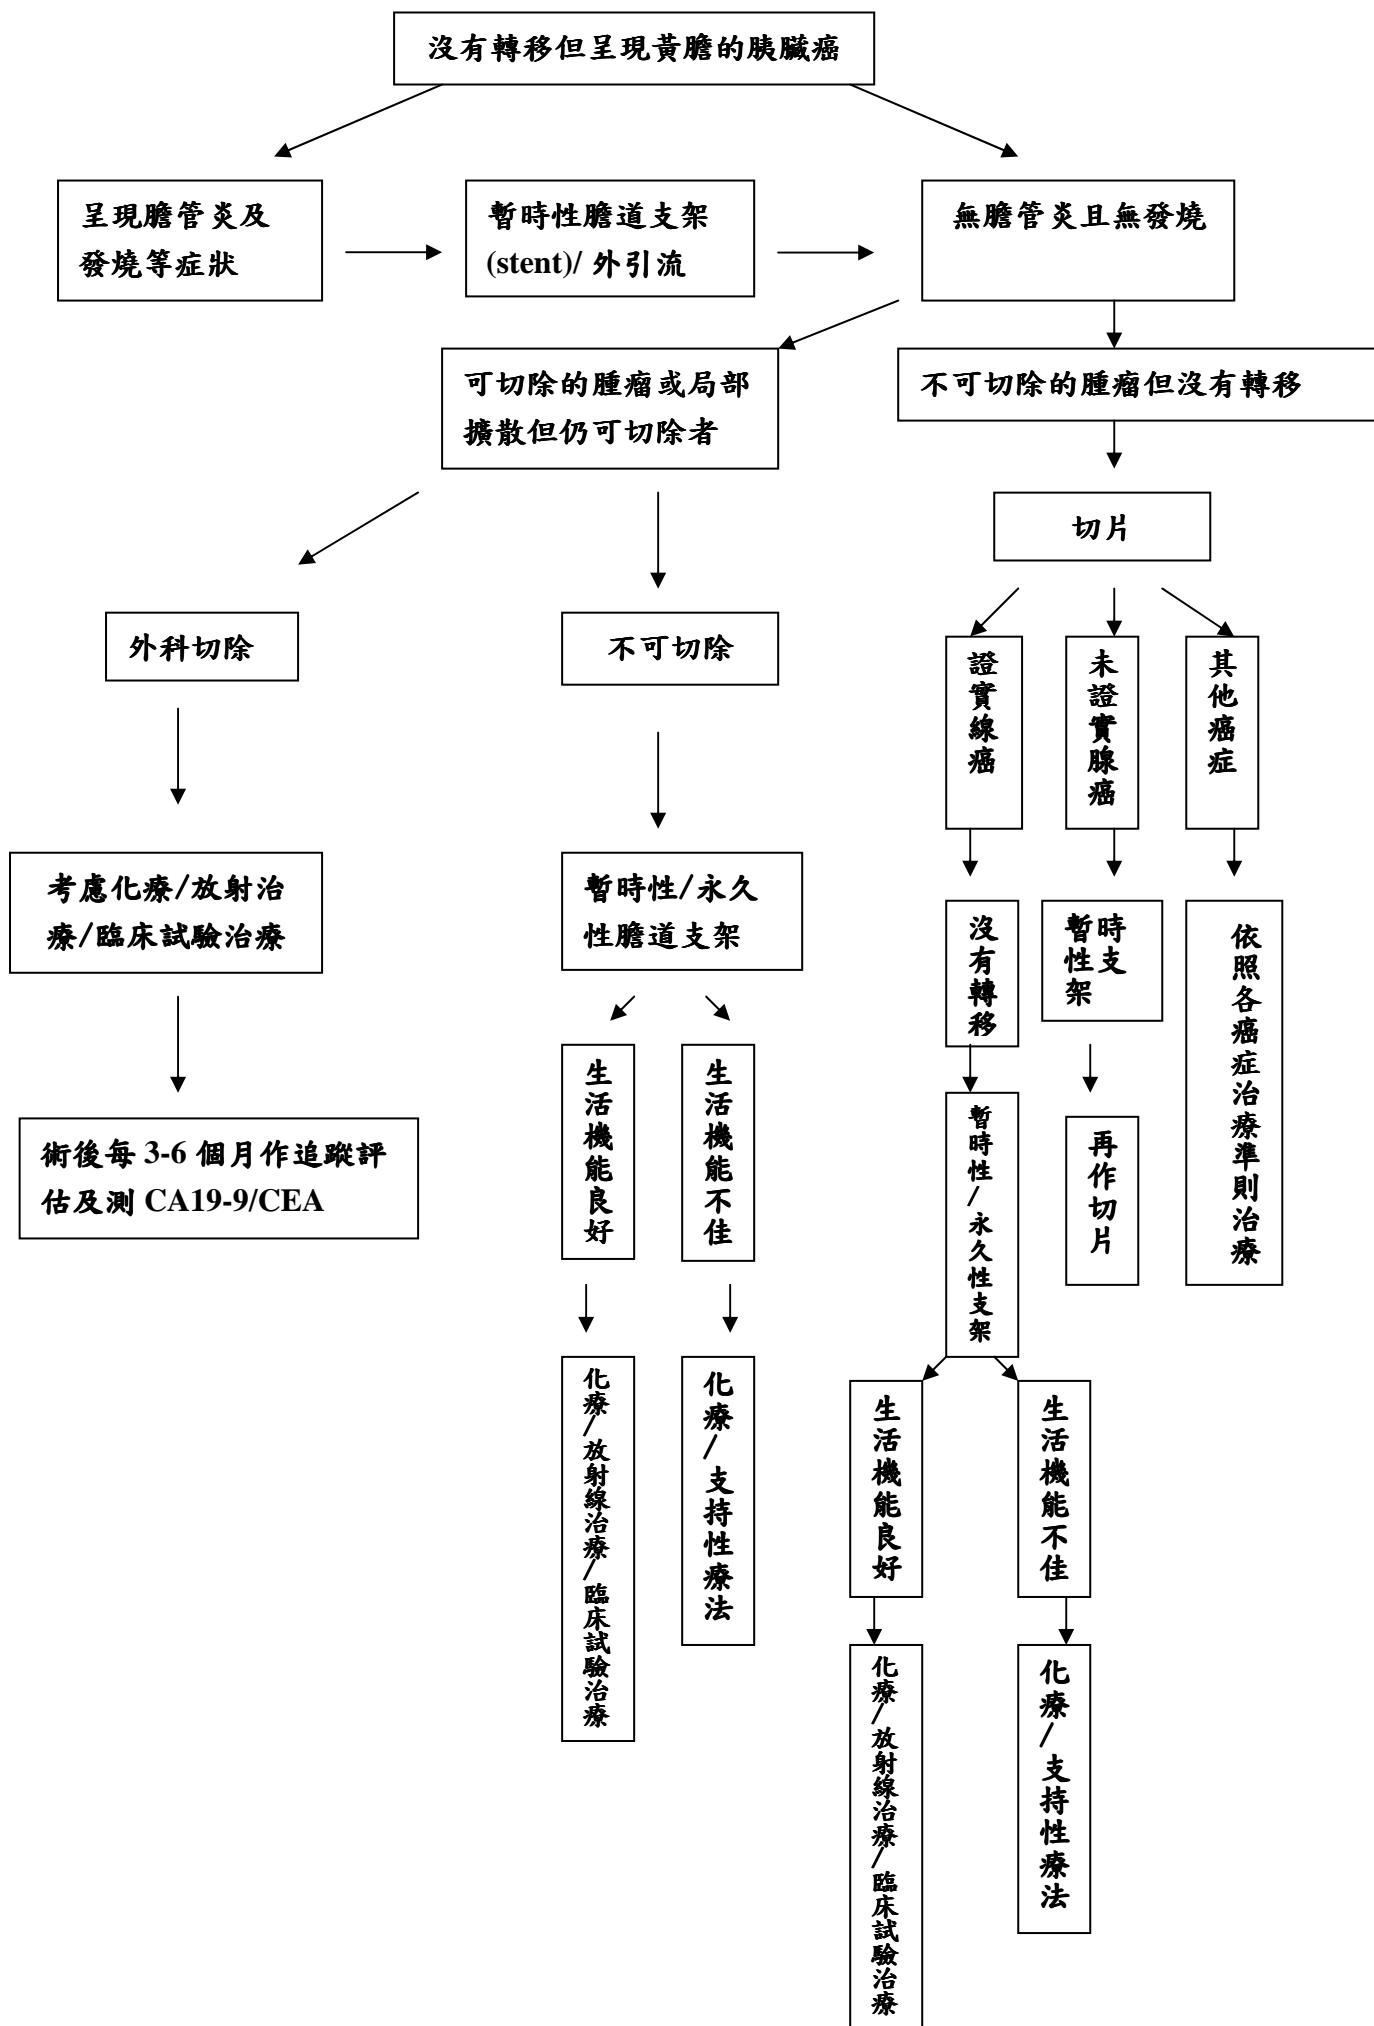 沒有轉移但呈現黃膽的胰臟癌
呈現膽管炎及
發燒等症狀
暫時性膽道支架
(stent)/ 外引流
無膽管炎且無發燒
可切除的腫瘤或局部
擴散但仍可切除者
不可切除的腫瘤但沒有轉移
切片
外科切除
不可切除
證實線癌
未證實腺癌
其他癌症
考慮化療/放射治
療/臨床試驗治療
暫時性/永久
性膽道支架
沒有轉移
暫時
性支
架
依照各癌症治療準則治療
術後每 3-6 個月作追蹤評
估及測 CA19-9/CEA
生活機能良好
生活機能不佳
暫時性/永久性支架
再作切片
化療/放射線治療/臨床試驗治療
化療/支持性療法
生活機能良好
生活機能不佳
化療/放射線治療/臨床試驗治療
化療/支持性療法